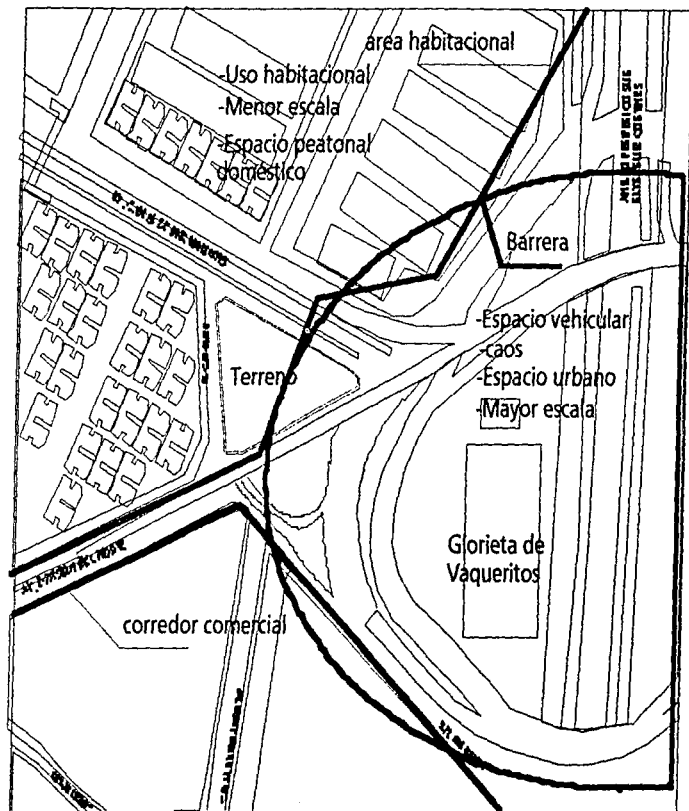 area habitacional
-Uso habitacional
-Menor escala
-Espacio peatonal
doméstico
Barrera
-Espacio vehicular
-caos
-Espacio urbano
-Mayor escala
Terreno
Glorieta de
Vaqueritos
corredor comercial